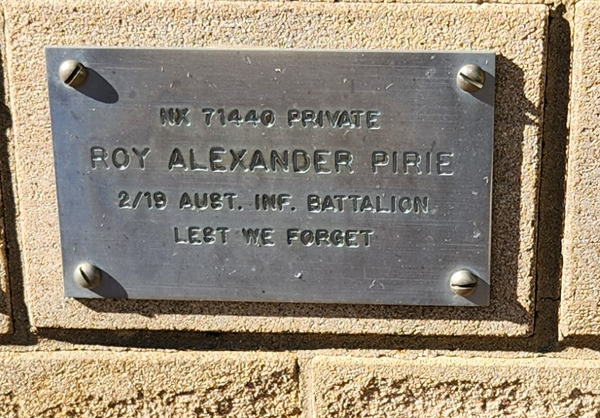 NX 71440 PRIVATE
ROY ALEXANDER PIRIE
2/19 AUST. INF. BATTALION
LEST WE FORGET